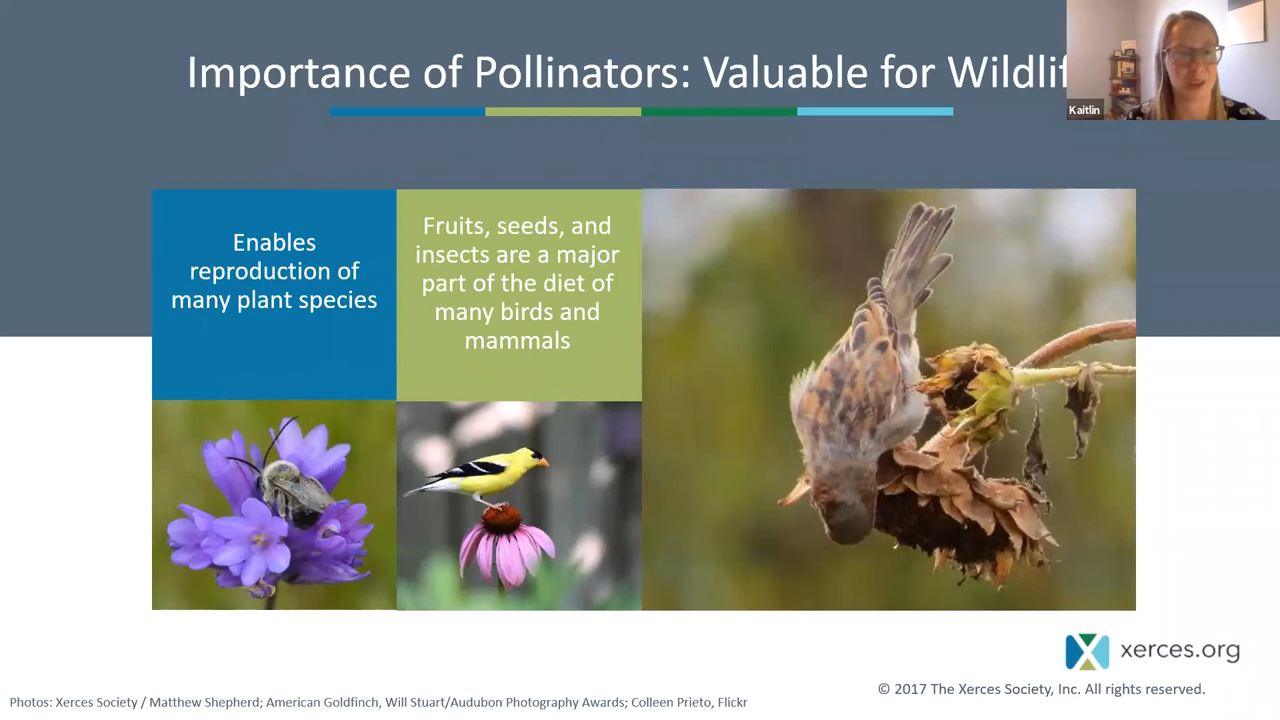 Importance of Pollinators: Valuable for Wildlif
Kaitlin
Enables
reproduction of
many plant species
Fruits, seeds, and
insects are a major
part of the diet of
many birds and
mammals
xerces.org
© 2017 The Xerces Society, Inc. All rights reserved.
Photos: Xerces Society / Matthew Shepherd; American Goldfinch, Will Stuart/Audubon Photography Awards; Colleen Prieto, Flickr